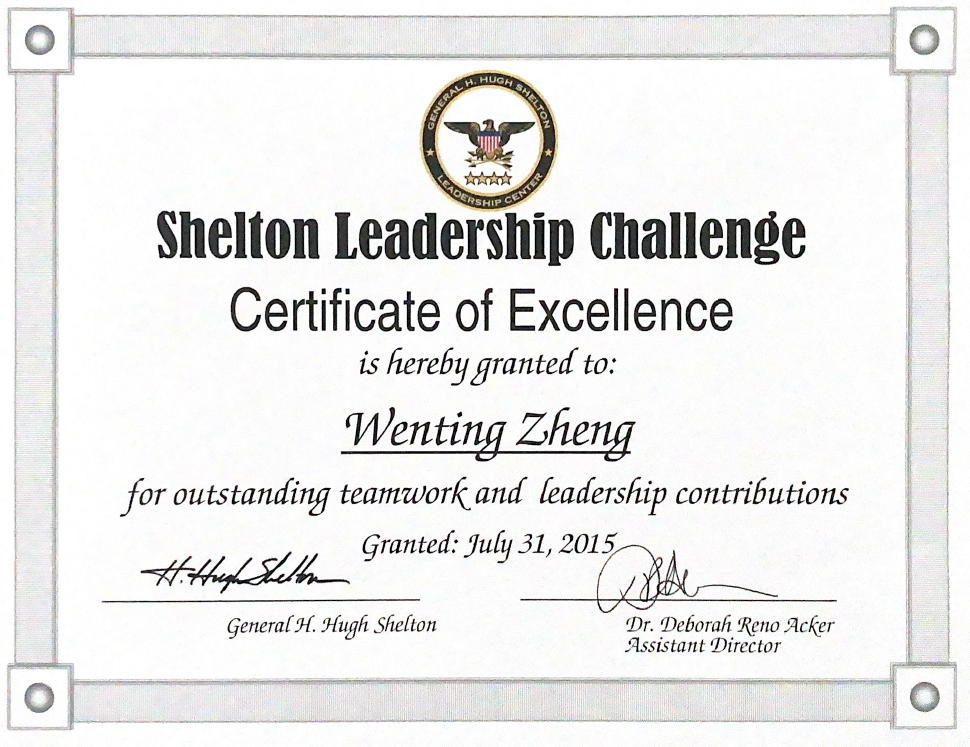 GENERAL H. HUGH SHELTON
LEADERSHIP CENTER
Shelton Leadership Challenge
Certificate of Excellence
is hereby granted to:
Wenting Zheng
for outstanding teamwork and leadership contributions
Granted: July 31, 2015
H. Hugh Shelton
General H. Hugh Shelton
Dr. Deborah Reno Acker
Assistant Director